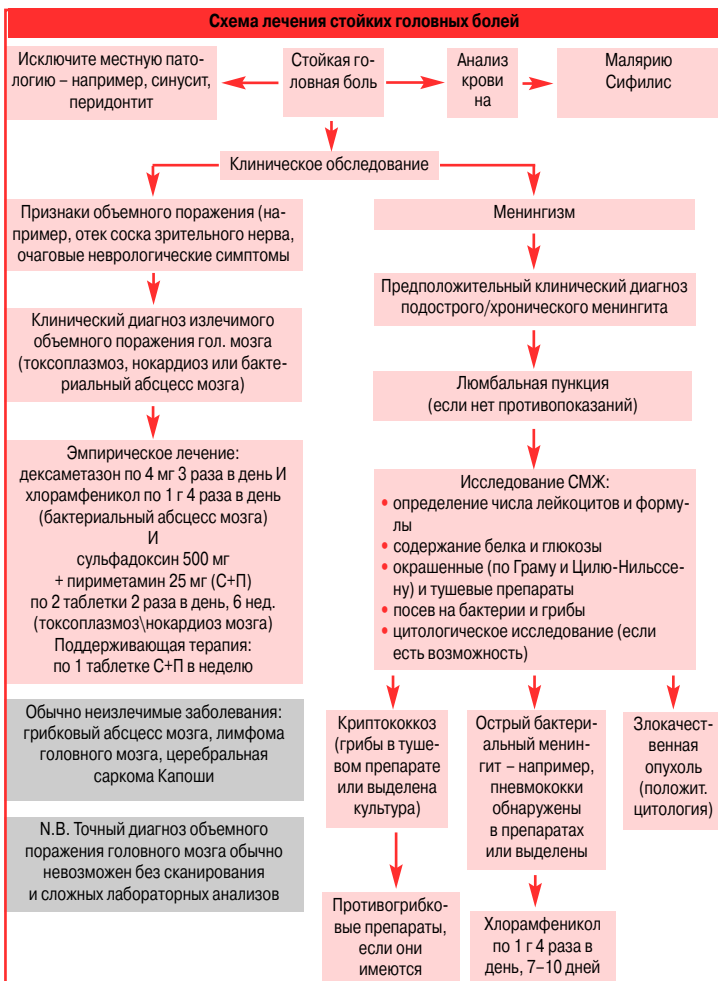 Схема лечения стойких головных болей
Исключите местную пато-
логию – например, синусит,
перидонтит
Стойкая го-
ловная боль
Анализ
крови
на
Малярию
Сифилис
Клиническое обследование
Признаки объемного поражения (на-
пример, отек соска зрительного нерва,
очаговые неврологические симптомы
Клинический диагноз излечимого
объемного поражения гол. мозга
(токсоплазмоз, нокардиоз или бакте-
риальный абсцесс мозга)
Эмпирическое лечение:
дексаметазон по 4 мг 3 раза в день И
хлорамфеникол по 1 г 4 раза в день
(бактериальный абсцесс мозга)
И
сульфадоксин 500 мг
+ пириметамин 25 мг (С+П)
по 2 таблетки 2 раза в день, 6 нед.
(токсоплазмоз\нокардиоз мозга)
Поддерживающая терапия:
по 1 таблетке С+П в неделю
Обычно неизлечимые заболевания:
грибковый абсцесс мозга, лимфома
головного мозга, церебральная
саркома Капоши
N.B. Точный диагноз объемного
поражения головного мозга обычно
невозможен без сканирования
и сложных лабораторных анализов
Менингизм
Предположительный клинический диагноз
подострого/хронического менингита
Люмбальная пункция
(если нет противопоказаний)
Исследование СМЖ:
• определение числа лейкоцитов и форму-
лы
• содержание белка и глюкозы
• окрашенные (по Граму и Цилю-Нильссе-
ну) и тушевые препараты
• посев на бактерии и грибы
• цитологическое исследование (если
есть возможность)
Криптококкоз
(грибы в туше-
вом препарате
или выделена
культура)
Противогрибко-
вые препараты,
если они
имеются
Острый бактери-
альный менин-
гит – например,
пневмококки
обнаружены
в препаратах
или выделены
Хлорамфеникол
по 1 г 4 раза в
день, 7–10 дней
Злокачест-
венная
опухоль
(положит.
цитология)